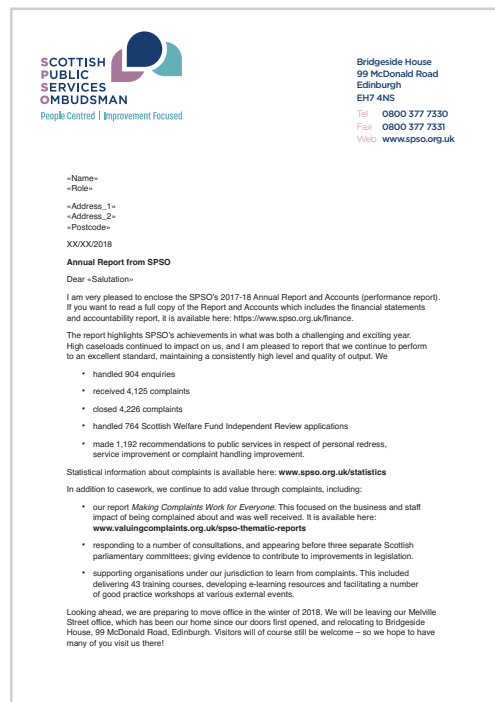 SCOTTISH
PUBLIC
SERVICES
OMBUDSMAN
People Centred | Improvement Focused
Bridgeside House
99 McDonald Road
Edinburgh
EH7 4NS
Tel 0800 377 7330
Fax 0800 377 7331
Web www.spso.org.uk
«Name»
«Role»
«Address_1»
«Address_2»
«Postcode»
XX/XX/2018
Annual Report from SPSO
Dear «Salutation»
I am very pleased to enclose the SPSO's 2017-18 Annual Report and Accounts (performance report).
If you want to read a full copy of the Report and Accounts which includes the financial statements
and accountability report, it is available here: https://www.spso.org.uk/finance.
The report highlights SPSO's achievements in what was both a challenging and exciting year.
High caseloads continued to impact on us, and I am pleased to report that we continue to perform
to an excellent standard, maintaining a consistently high level and quality of output. We
• handled 904 enquiries
• received 4,125 complaints
• closed 4,226 complaints
• handled 764 Scottish Welfare Fund Independent Review applications
• made 1,192 recommendations to public services in respect of personal redress,
service improvement or complaint handling improvement.
Statistical information about complaints is available here: www.spso.org.uk/statistics
In addition to casework, we continue to add value through complaints, including:
• our report Making Complaints Work for Everyone. This focused on the business and staff
impact of being complained about and was well received. It is available here:
www.valuingcomplaints.org.uk/spso-thematic-reports
• responding to a number of consultations, and appearing before three separate Scottish
parliamentary committees; giving evidence to contribute to improvements in legislation.
• supporting organisations under our jurisdiction to learn from complaints. This included
delivering 43 training courses, developing e-learning resources and facilitating a number
of good practice workshops at various external events.
Looking ahead, we are preparing to move office in the winter of 2018. We will be leaving our Melville
Street office, which has been our home since our doors first opened, and relocating to Bridgeside
House, 99 McDonald Road, Edinburgh. Visitors will of course still be welcome – so we hope to have
many of you visit us there!